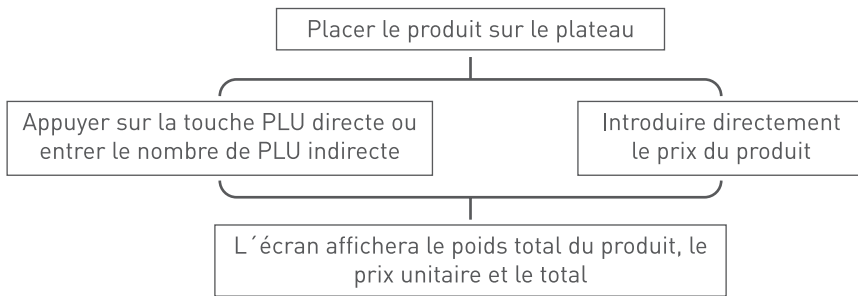 Placer le produit sur le plateau
Appuyer sur la touche PLU directe ou
entrer le nombre de PLU indirecte
Introduire directement
le prix du produit
L´écran affichera le poids total du produit, le
prix unitaire et le total